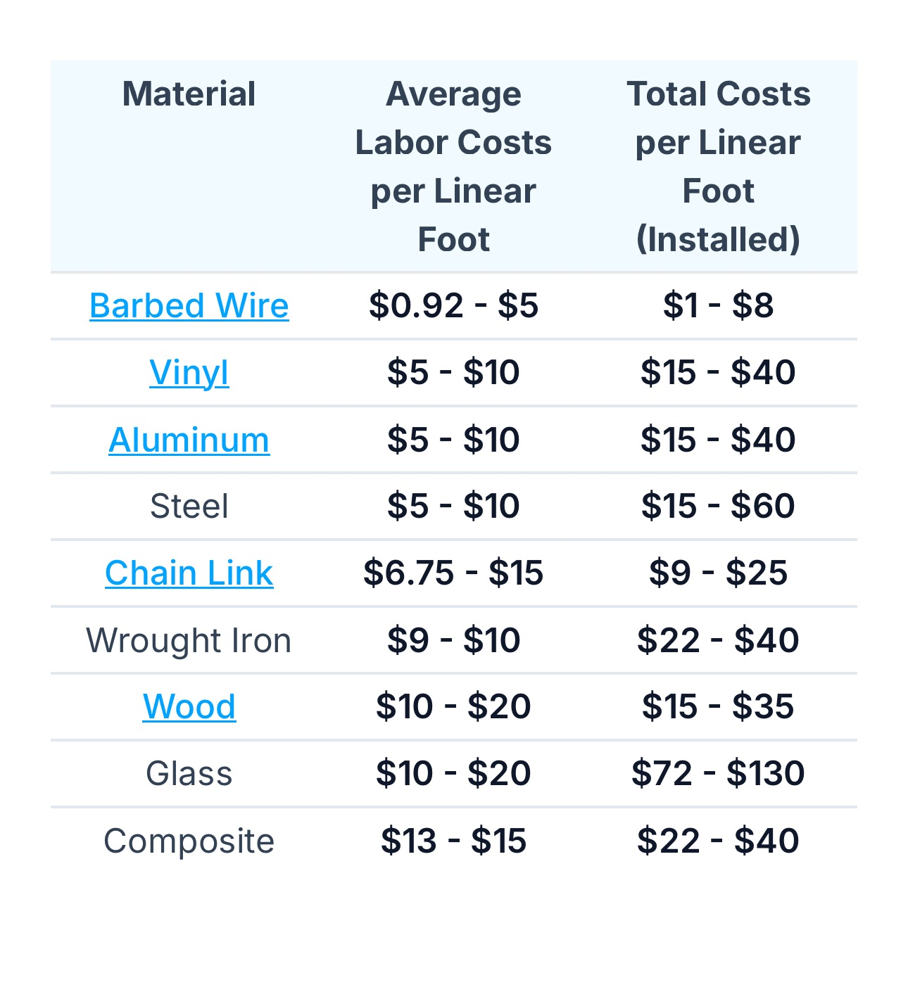 Material Average Total Costs
Labor Costs per Linear
per Linear Foot
Foot (Installed)
Barbed Wire $0.92 - $5 $1 - $8
Vinyl $5 - $10 $15 - $40
Aluminum $5 - $10 $15 - $40
Steel $5 - $10 $15 - $60
Chain Link $6.75 - $15 $9 - $25
Wrought Iron $9 - $10 $22 - $40
Wood $10 - $20 $15 - $35
Glass $10 - $20 $72 - $130
Composite $13 - $15 $22 - $40